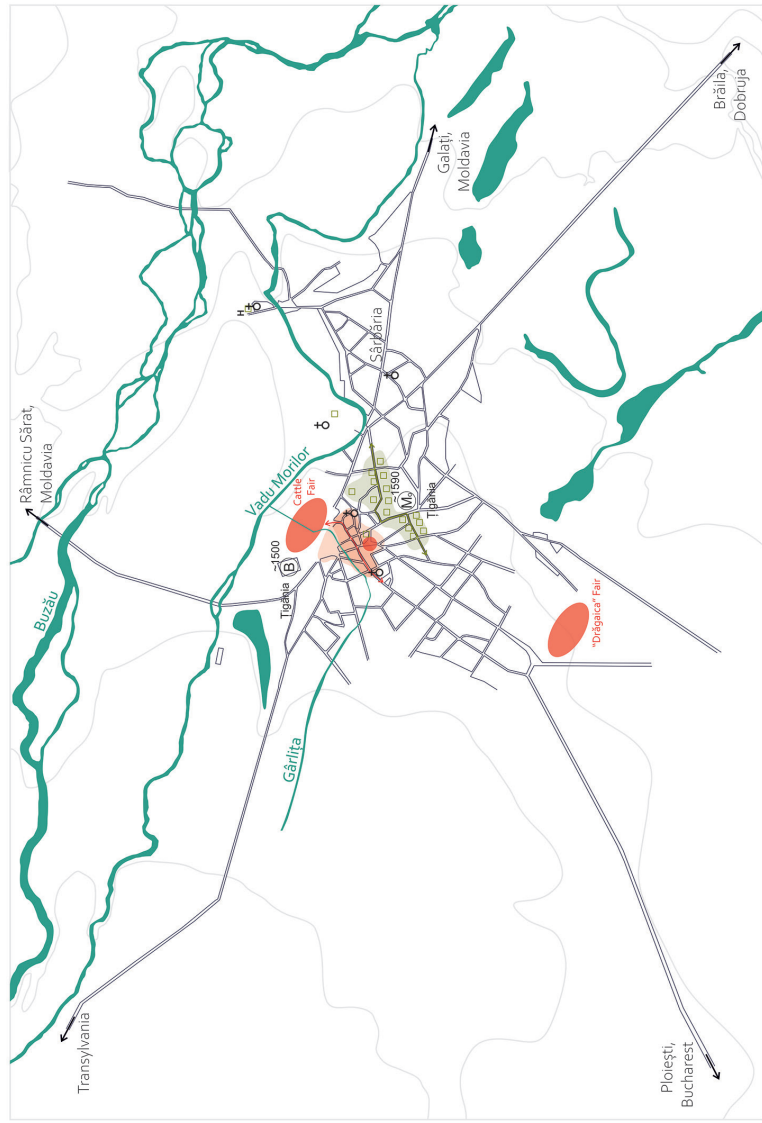 Râmnicu Sărat,
Moldavia
Buzău
Transylvania
H
~1500
Țigănia
B
Vadu Morilor
Gârlița
Cattle
Fair
Sârbăria
~1590
M
Țigănia
Galați,
Moldavia
"Drăgaica" Fair
Ploiești,
Bucharest
Brăila,
Dobruja